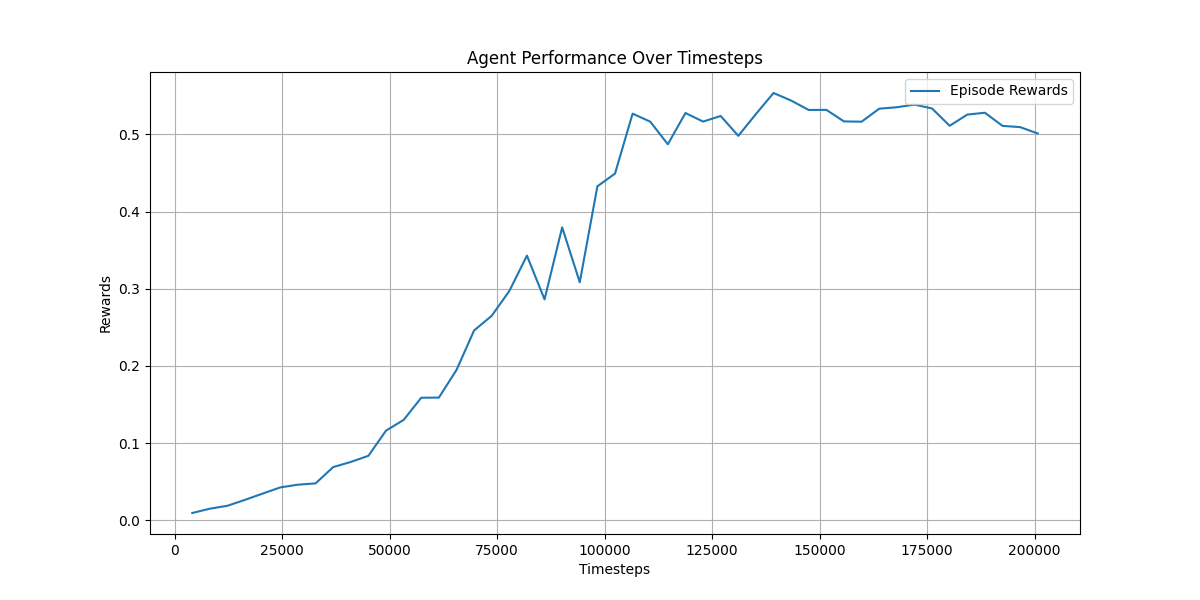 Agent Performance Over Timesteps
Episode Rewards
Rewards
0.5
0.4
0.3
0.2
0.1
0.0
0 25000 50000 75000 100000 125000 150000 175000 200000
Timesteps